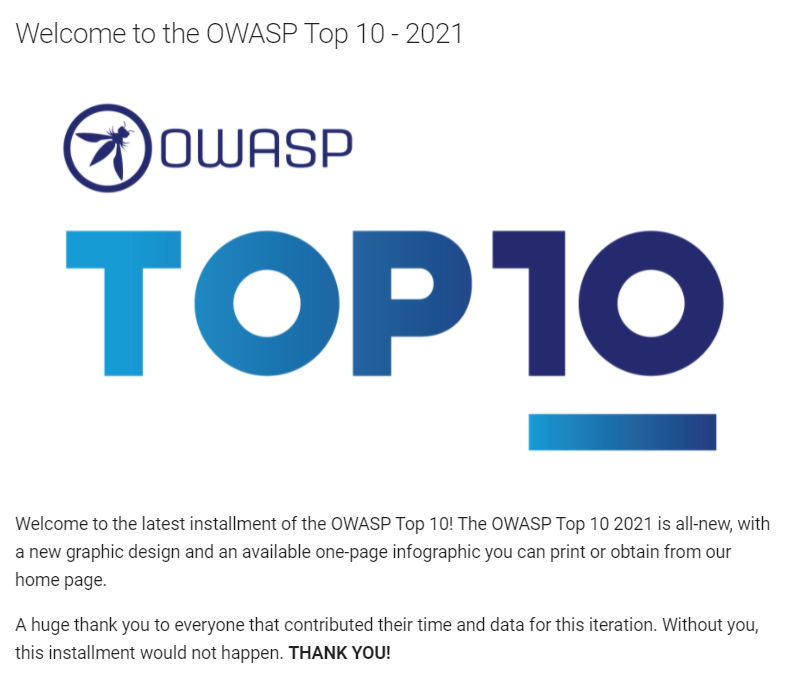 Welcome to the OWASP Top 10 - 2021
OWASP
TOP10
Welcome to the latest installment of the OWASP Top 10! The OWASP Top 10 2021 is all-new, with
a new graphic design and an available one-page infographic you can print or obtain from our
home page.
A huge thank you to everyone that contributed their time and data for this iteration. Without you,
this installment would not happen. THANK YOU!